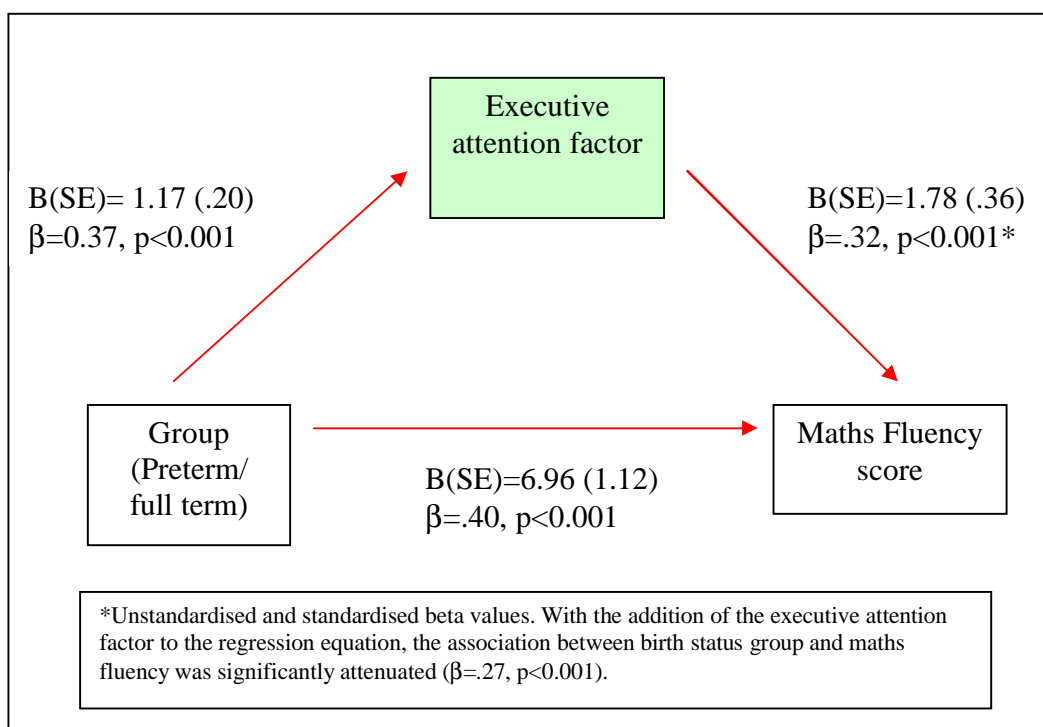 Executive
attention factor
B(SE)= 1.17 (.20)
β=0.37, p<0.001
B(SE)=1.78 (.36)
β=.32, p<0.001*
Group
(Preterm/
full term)
B(SE)=6.96 (1.12)
β=.40, p<0.001
Maths Fluency
score
*Unstandardised and standardised beta values. With the addition of the executive attention
factor to the regression equation, the association between birth status group and maths
fluency was significantly attenuated (β=.27, p<0.001).